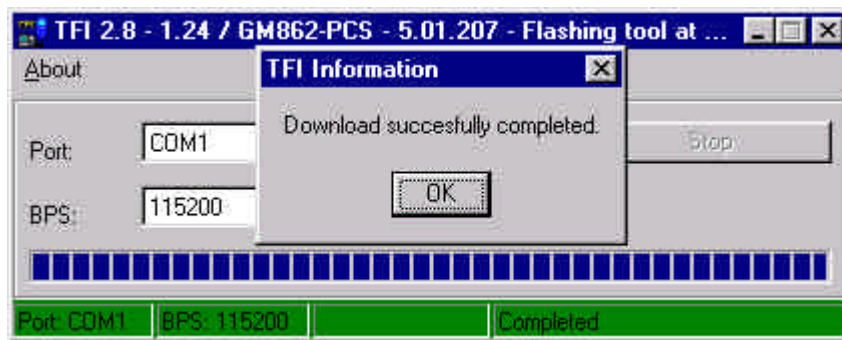 TFI 2.8 - 1.24 / GM862-PCS - 5.01.207 - Flashing tool at ...
About
TFI Information
Download succesfully completed.
OK
Port:
COM1
Stop
BPS:
115200
Port: COM1
BPS: 115200
Completed